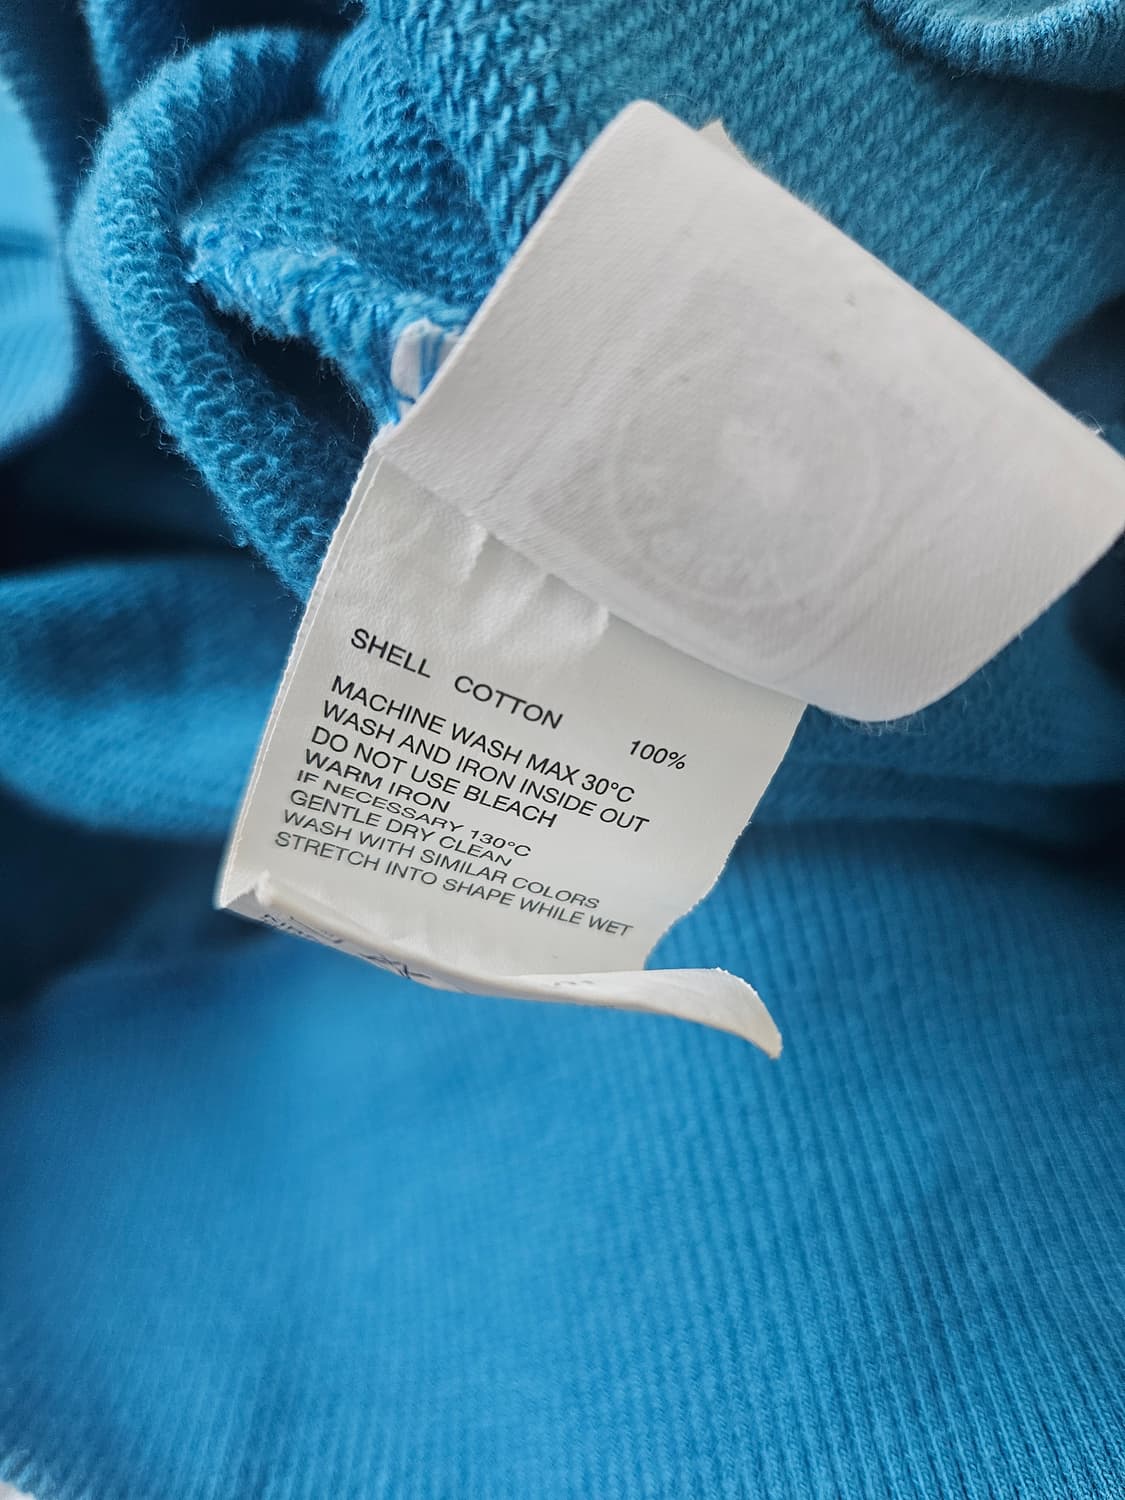 SHELL COTTON 100%
MACHINE WASH MAX 30°C
WASH AND IRON INSIDE OUT
DO NOT USE BLEACH
WARM IRON
IF NECESSARY 130°C
GENTLE DRY CLEAN
WASH WITH SIMILAR COLORS
STRETCH INTO SHAPE WHILE WET